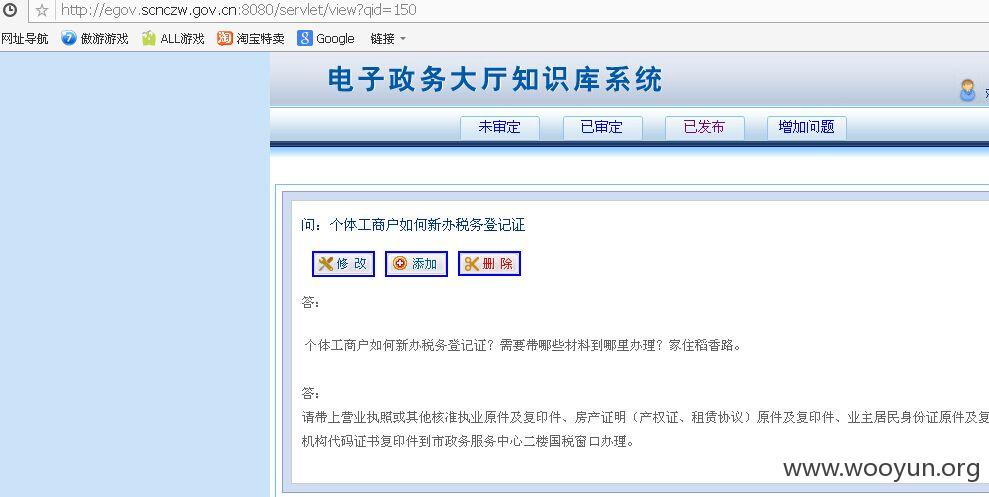 http://egov.scnczw.gov.cn:8080/servlet/view?qid=150
网址导航 傲游游戏 ALL游戏 淘宝特卖 Google 链接
电子政务大厅知识库系统
未审定 已审定 已发布 增加问题
问：个体工商户如何新办税务登记证
修 改 添加 删 除
答：
个体工商户如何新办税务登记证？需要带哪些材料到哪里办理？家住稻香路。
答：
请带上营业执照或其他核准执业原件及复印件、房产证明（产权证、租赁协议）原件及复印件、业主居民身份证原件及复
机构代码证书复印件到市政务服务中心二楼国税窗口办理。
www.wooyun.org